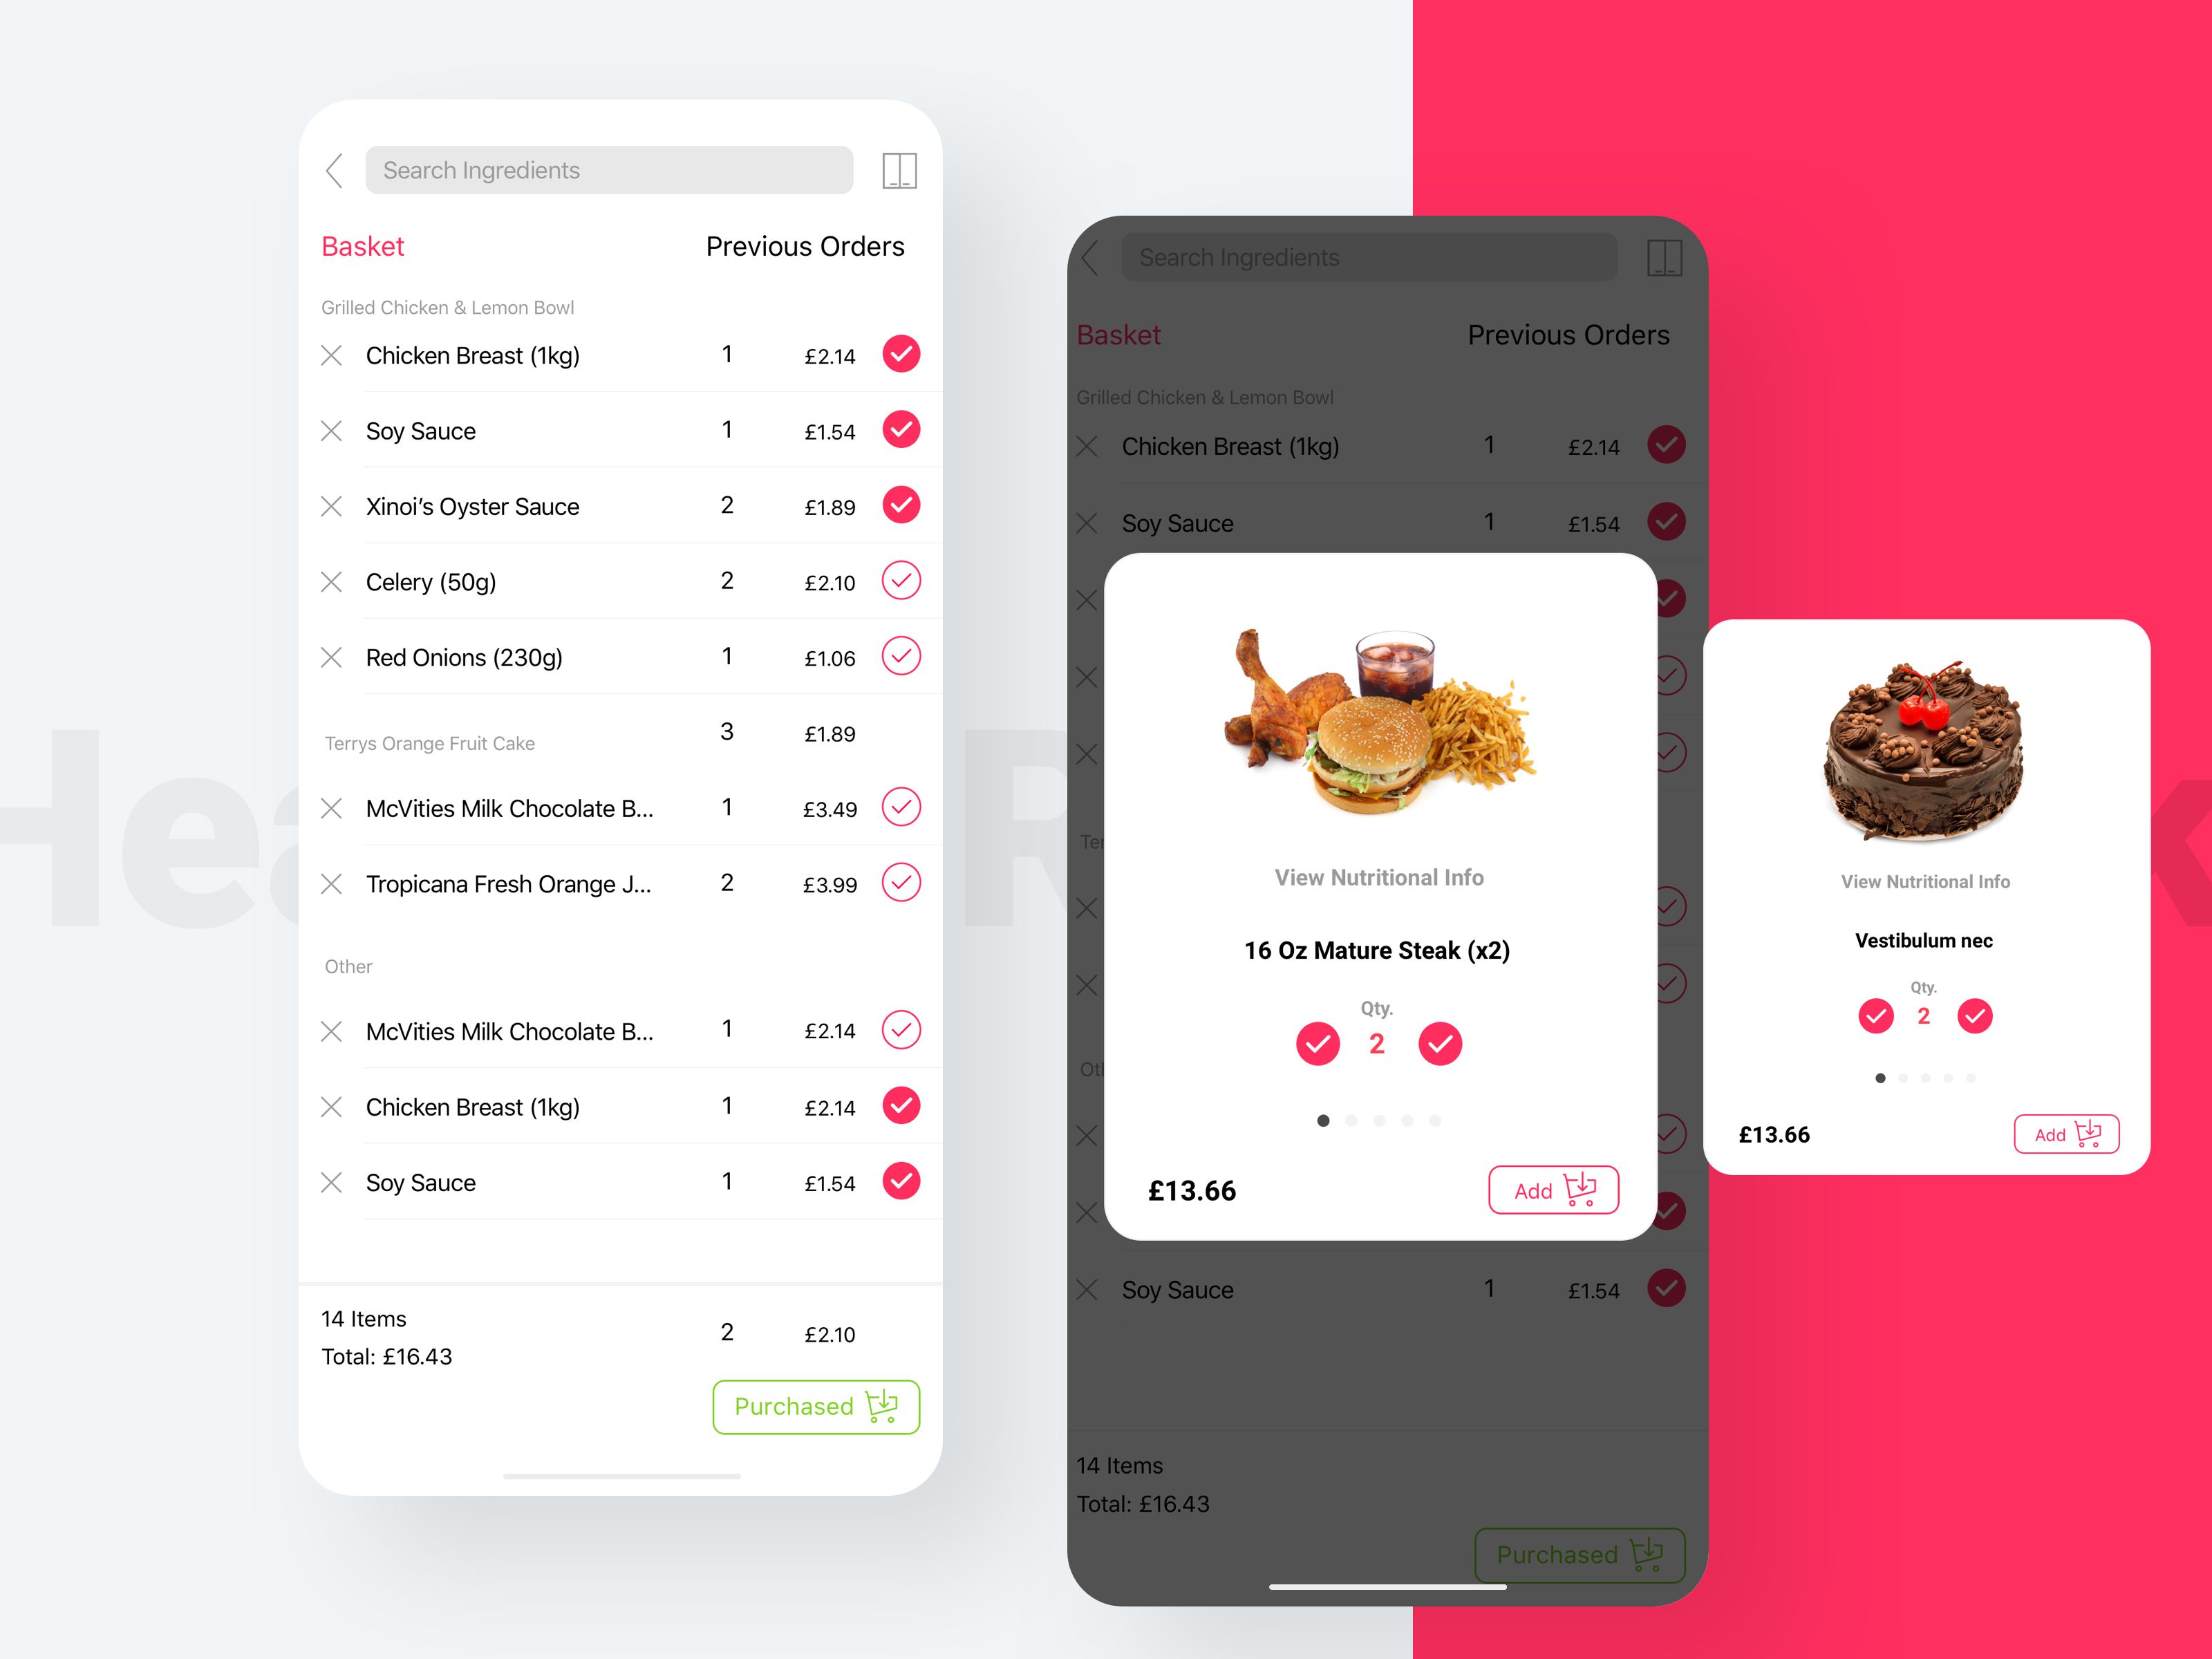 Search Ingredients
Basket Previous Orders
Grilled Chicken & Lemon Bowl
Chicken Breast (1kg) 1 £2.14
Soy Sauce 1 £1.54
Xinoi's Oyster Sauce 2 £1.89
Celery (50g) 2 £2.10
Red Onions (230g) 1 £1.06
3 £1.89
Terrys Orange Fruit Cake
McVities Milk Chocolate B... 1 £3.49
Tropicana Fresh Orange J... 2 £3.99
Other
McVities Milk Chocolate B... 1 £2.14
Chicken Breast (1kg) 1 £2.14
Soy Sauce 1 £1.54
14 Items
2 £2.10
Total: £16.43
Purchased
Search Ingredients
Basket Previous Orders
Grilled Chicken & Lemon Bowl
Chicken Breast (1kg) 1 £2.14
Soy Sauce 1 £1.54
View Nutritional Info
16 Oz Mature Steak (x2)
Qty.
2
£13.66 Add
Soy Sauce 1 £1.54
14 Items
Total: £16.43
Purchased
View Nutritional Info
Vestibulum nec
Qty.
2
£13.66 Add